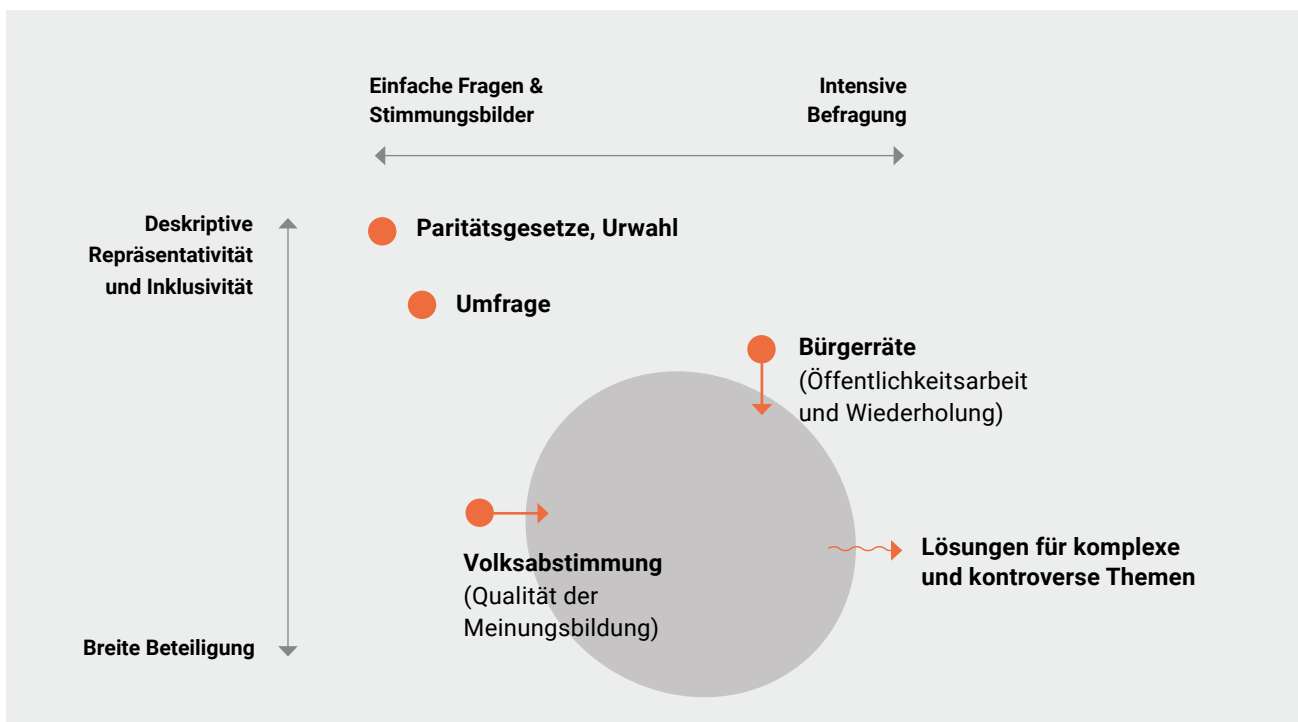 Einfache Fragen &
Stimmungsbilder
Intensive
Befragung
Deskriptive
Repräsentativität
und Inklusivität
Paritätsgesetze, Urwahl
Umfrage
Bürgerräte
(Öffentlichkeitsarbeit
und Wiederholung)
Volksabstimmung
(Qualität der
Meinungsbildung)
Lösungen für komplexe
und kontroverse Themen
Breite Beteiligung